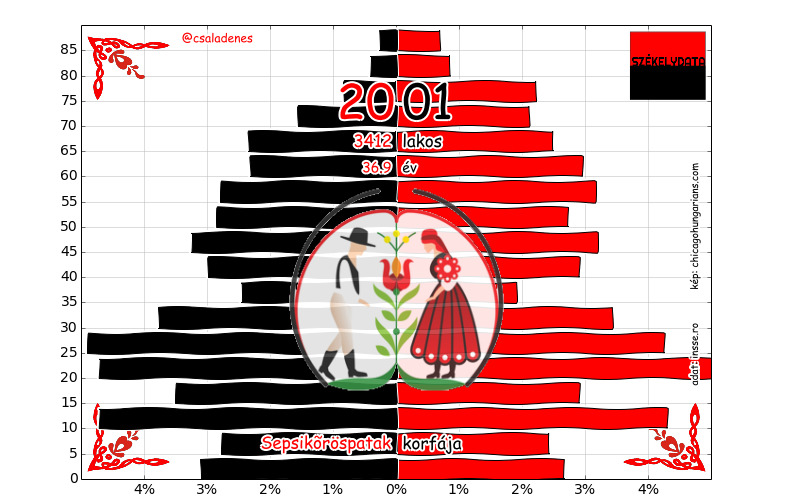 @csaladenes
SZÉKELYDATA
2001
3412 lakos
36.9 év
kép: chicagohungarians.com
adat: insse.ro
Sepsikőröspatak korfája
85
80
75
70
65
60
55
50
45
40
35
30
25
20
15
10
5
0
4% 3% 2% 1% 0% 1% 2% 3% 4%